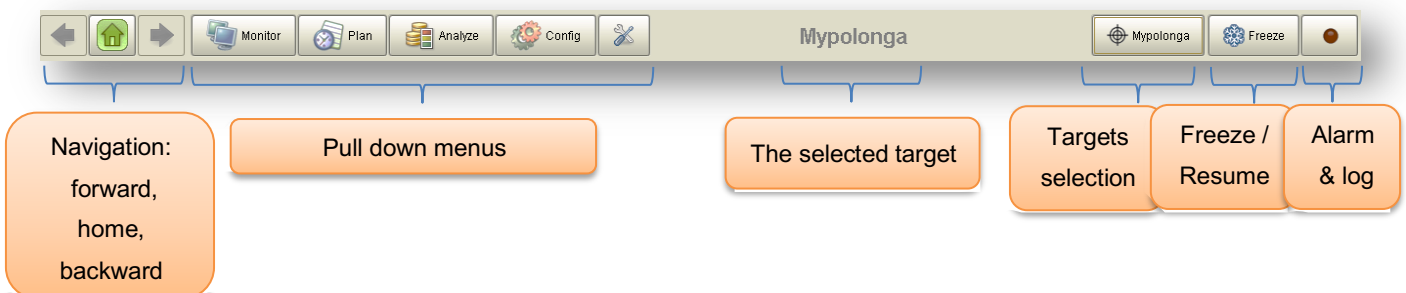 Monitor Plan Analyze Config Mypolonga Mypolonga Freeze
Navigation:
forward,
home,
backward
Pull down menus
The selected target
Targets
selection
Freeze /
Resume
Alarm
& log